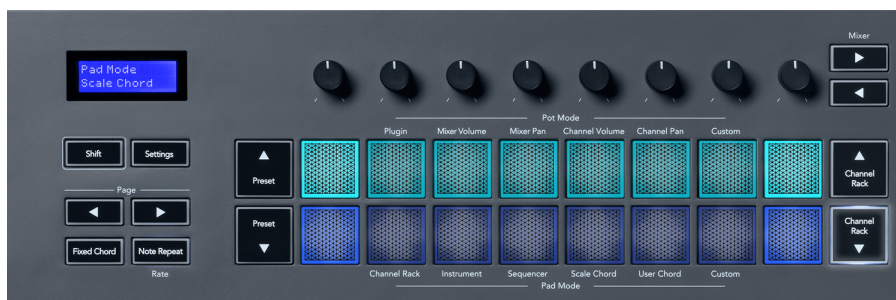 Mixer
Pad Mode
Scale Chord
Pot Mode
Plugin Mixer Volume Mixer Pan Channel Volume Channel Pan Custom
Shift Settings
Preset
Channel
Rack
Page
Preset
Channel
Rack
Fixed Chord Note Repeat
Rate
Channel Rack Instrument Sequencer Scale Chord User Chord Custom
Pad Mode